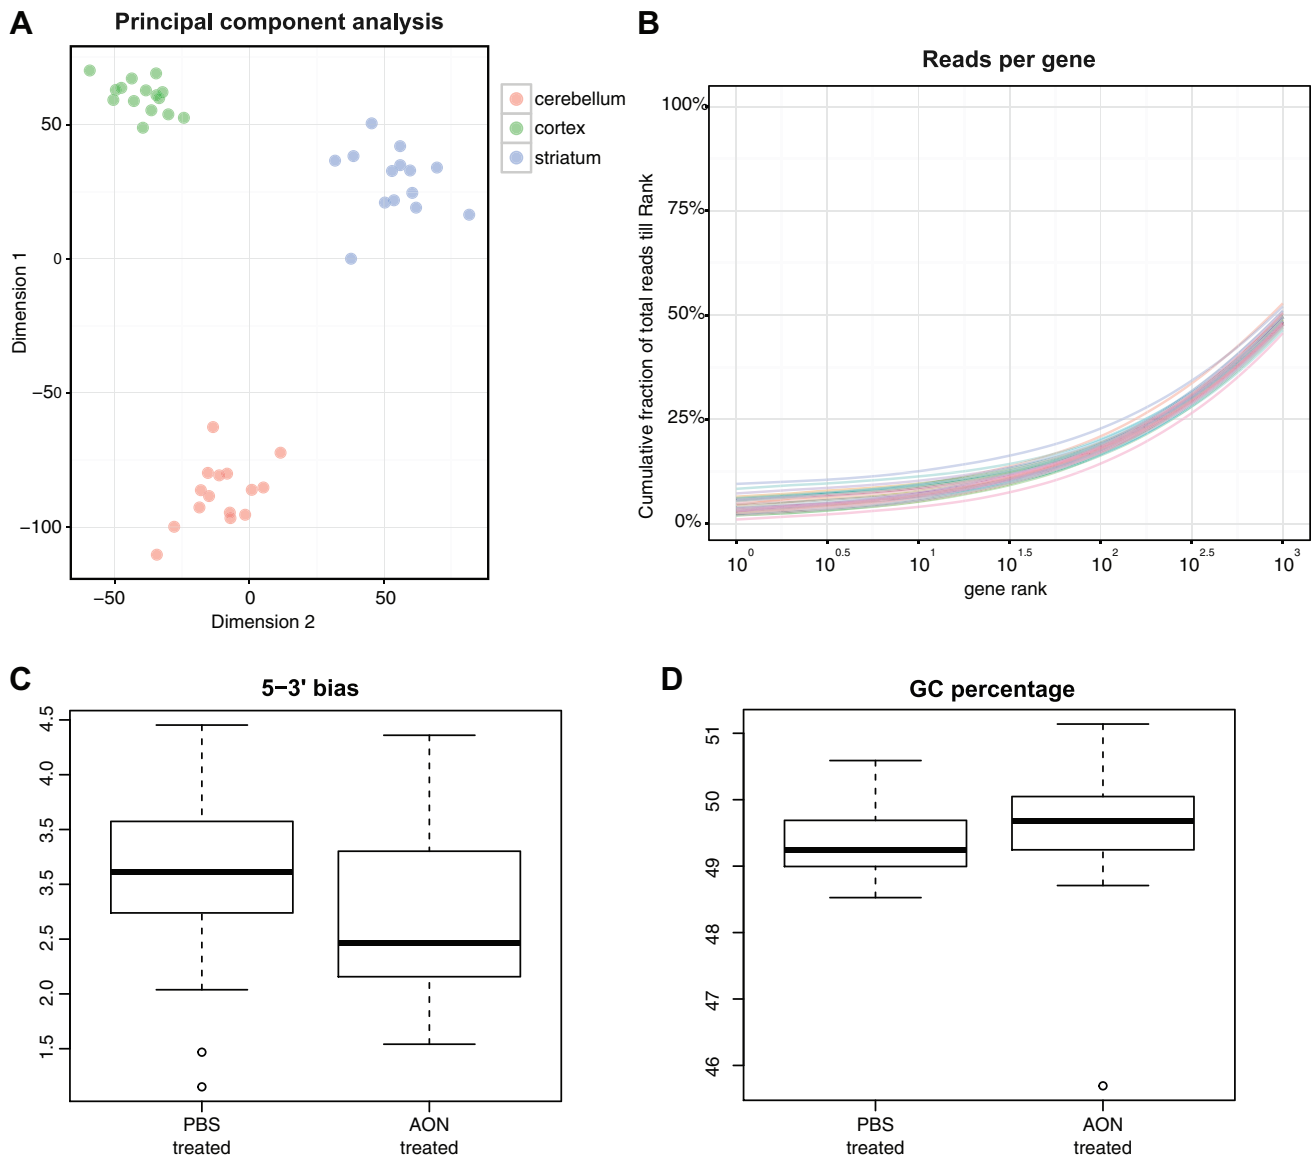 A
Principal component analysis
50
0
−50
−100
−50
0
50
Dimension 1
Dimension 2
cerebellum
cortex
striatum
B
Reads per gene
100%
75%
50%
25%
0%
Cumulative fraction of total reads till Rank
10^0
10^0.5
10^1
10^1.5
10^2
10^2.5
10^3
gene rank
C
5−3' bias
4.5
4.0
3.5
3.5
2.5
2.0
1.5
PBS
treated
AON
treated
D
GC percentage
51
50
49
48
47
46
PBS
treated
AON
treated